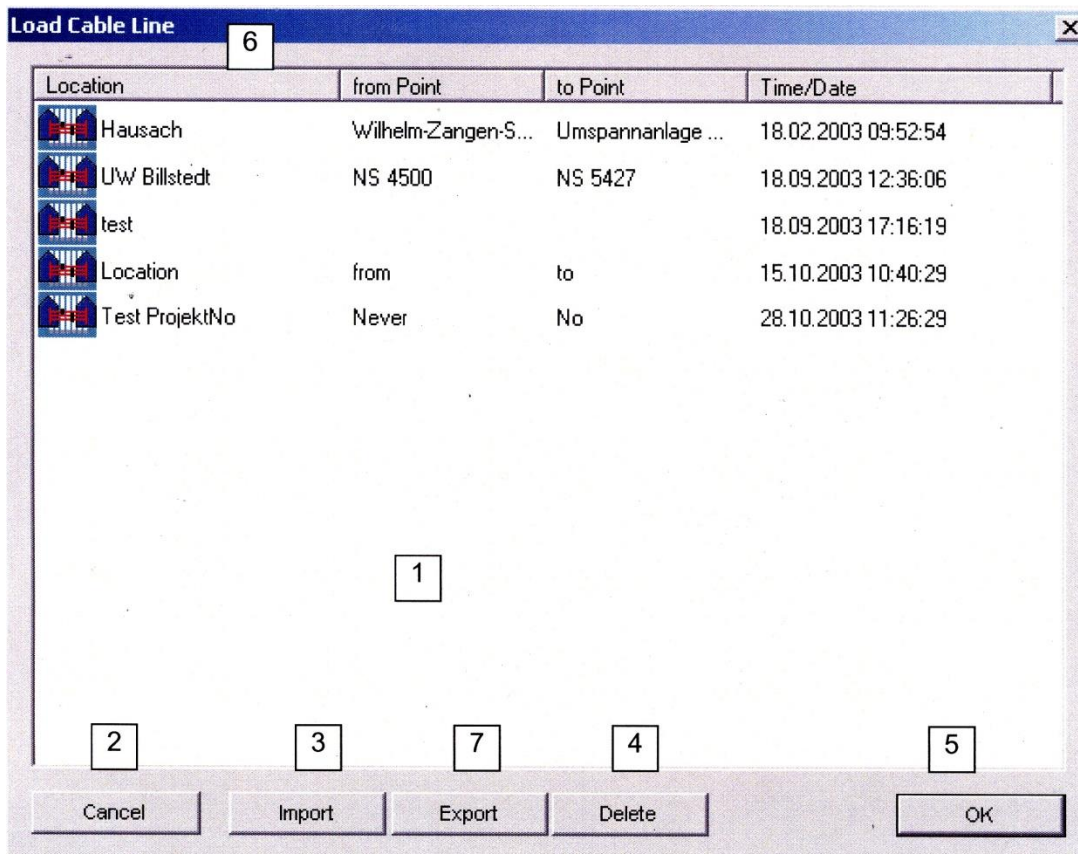 Load Cable Line
6
Location from Point to Point Time/Date
Hausach Wilhelm-Zangen-S... Umspannanlage ... 18.02.2003 09:52:54
UW Billstedt NS 4500 NS 5427 18.09.2003 12:36:06
test 18.09.2003 17:16:19
Location from to 15.10.2003 10:40:29
Test ProjektNo Never No 28.10.2003 11:26:29
1
2 3 7 4 5
Cancel Import Export Delete OK